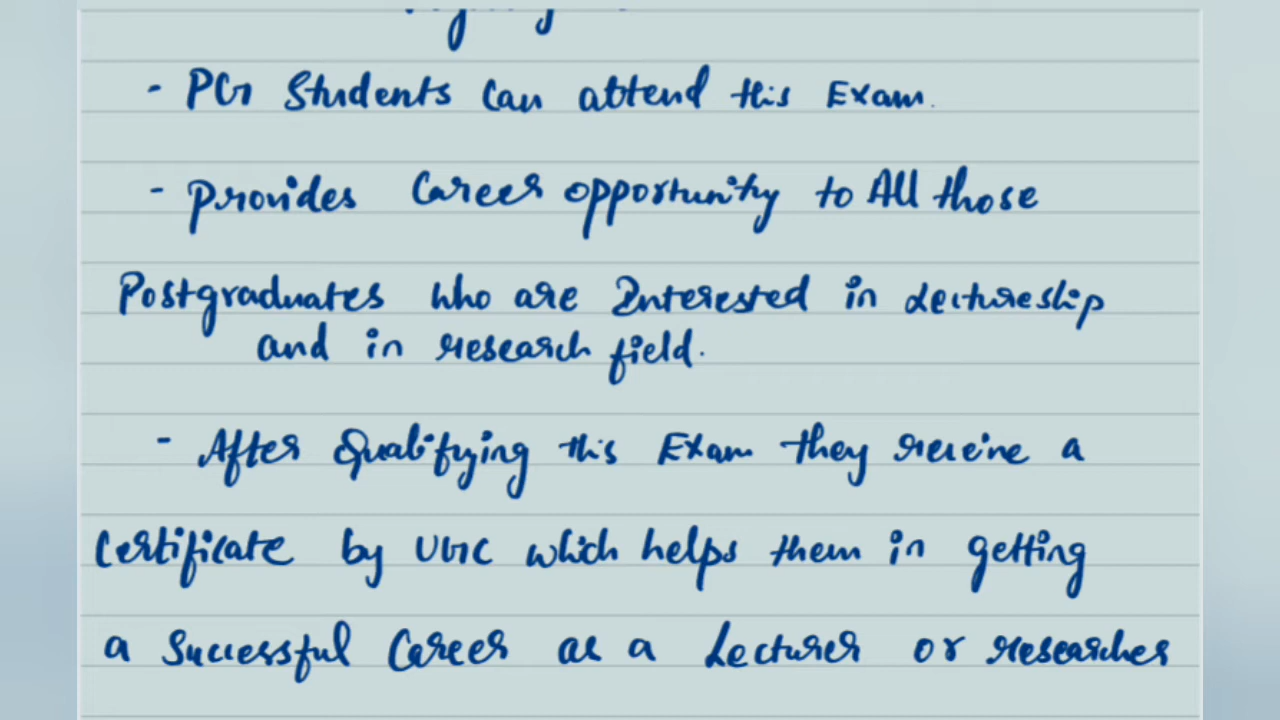 - PG Students Can attend this Exam.
- Provides Career opportunity to All those
Postgraduates who are Interested in Lectureship
and in research field.
- After Qualifying this Exam they receive a
Certificate by UGC which helps them in getting
a Successful Career as a Lecturer or researcher